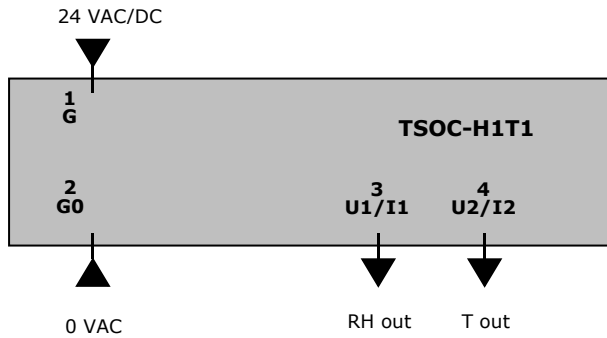 24 VAC/DC
1
G
TSOC-H1T1
2
G0
3
U1/I1
4
U2/I2
0 VAC
RH out
T out